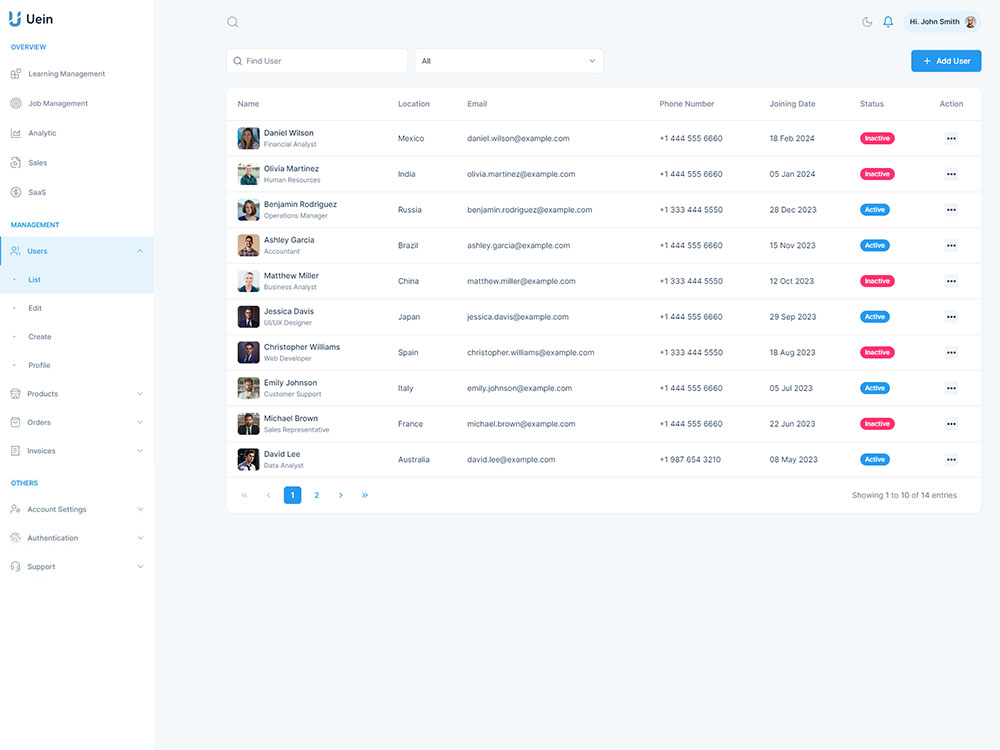 Uein
OVERVIEW
Learning Management
Job Management
Analytic
Sales
SaaS
MANAGEMENT
Users
List
Edit
Create
Profile
Products
Orders
Invoices
OTHERS
Account Settings
Authentication
Support
Hi, John Smith
Find User
All
+ Add User
Name Location Email Phone Number Joining Date Status Action
Daniel Wilson
Financial Analyst
Mexico daniel.wilson@example.com +1 444 555 6660 18 Feb 2024 Inactive
Olivia Martinez
Human Resources
India olivia.martinez@example.com +1 444 555 6660 05 Jan 2024 Inactive
Benjamin Rodriguez
Operations Manager
Russia benjamin.rodriguez@example.com +1 333 444 5550 28 Dec 2023 Active
Ashley Garcia
Accountant
Brazil ashley.garcia@example.com +1 444 555 6660 15 Nov 2023 Active
Matthew Miller
Business Analyst
China matthew.miller@example.com +1 333 444 5550 12 Oct 2023 Inactive
Jessica Davis
UI/UX Designer
Japan jessica.davis@example.com +1 444 555 6660 29 Sep 2023 Active
Christopher Williams
Web Developer
Spain christopher.williams@example.com +1 333 444 5550 18 Aug 2023 Inactive
Emily Johnson
Customer Support
Italy emily.johnson@example.com +1 444 555 6660 05 Jul 2023 Active
Michael Brown
Sales Representative
France michael.brown@example.com +1 444 555 6660 22 Jun 2023 Inactive
David Lee
Data Analyst
Australia david.lee@example.com +1 987 654 3210 08 May 2023 Active
« ‹ 1 2 › »
Showing 1 to 10 of 14 entries